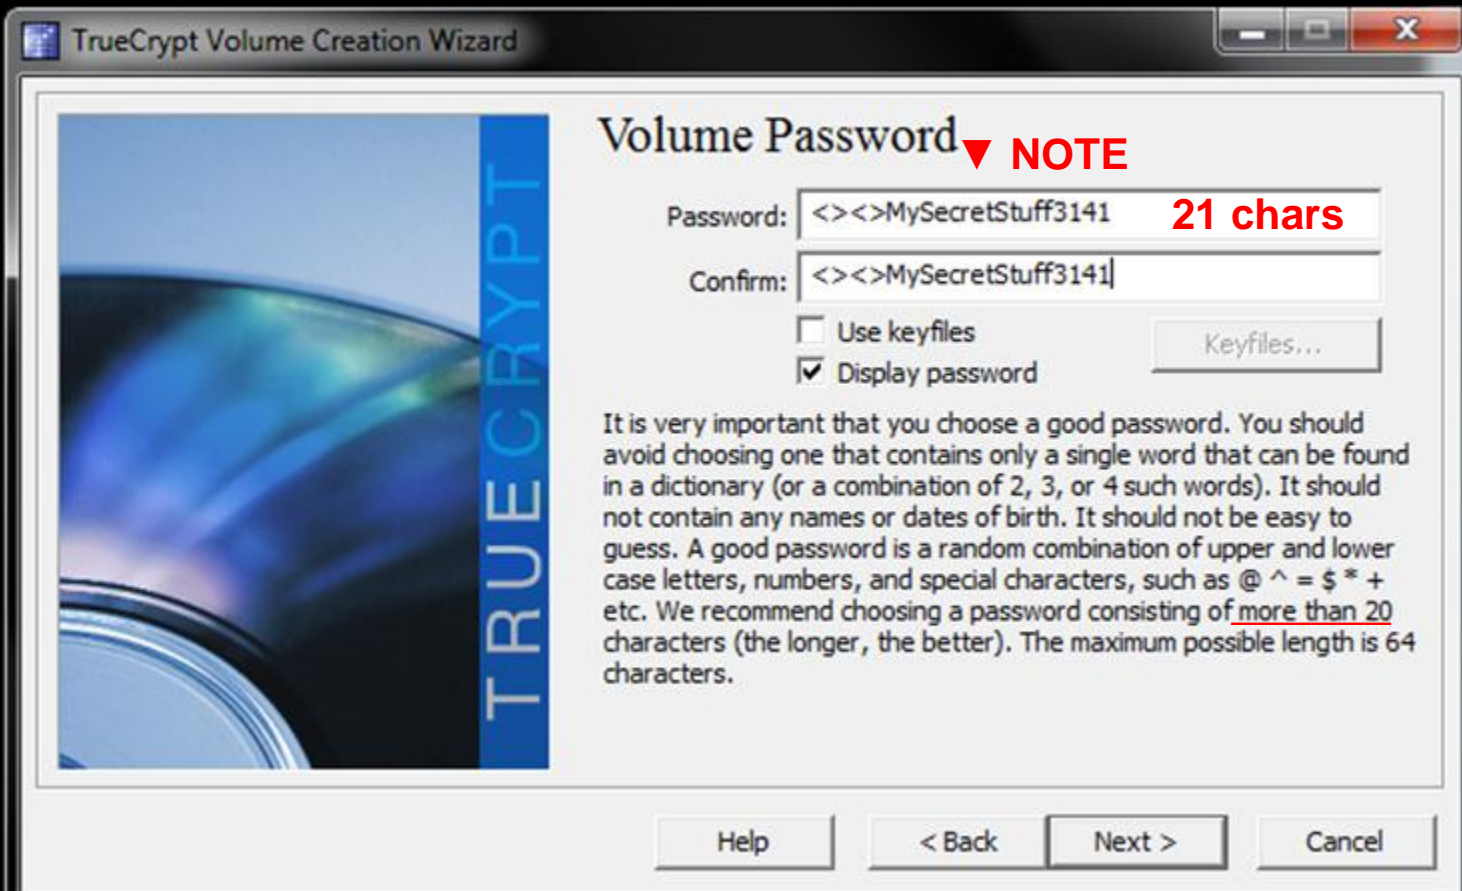 TrueCrypt Volume Creation Wizard
TRUECRYPT
Volume Password
▼ NOTE
Password: <><>MySecretStuff3141 21 chars
Confirm: <><>MySecretStuff3141
Use keyfiles
Keyfiles...
Display password
It is very important that you choose a good password. You should
avoid choosing one that contains only a single word that can be found
in a dictionary (or a combination of 2, 3, or 4 such words). It should
not contain any names or dates of birth. It should not be easy to
guess. A good password is a random combination of upper and lower
case letters, numbers, and special characters, such as @ ^ = $ * +
etc. We recommend choosing a password consisting of more than 20
characters (the longer, the better). The maximum possible length is 64
characters.
Help < Back Next > Cancel